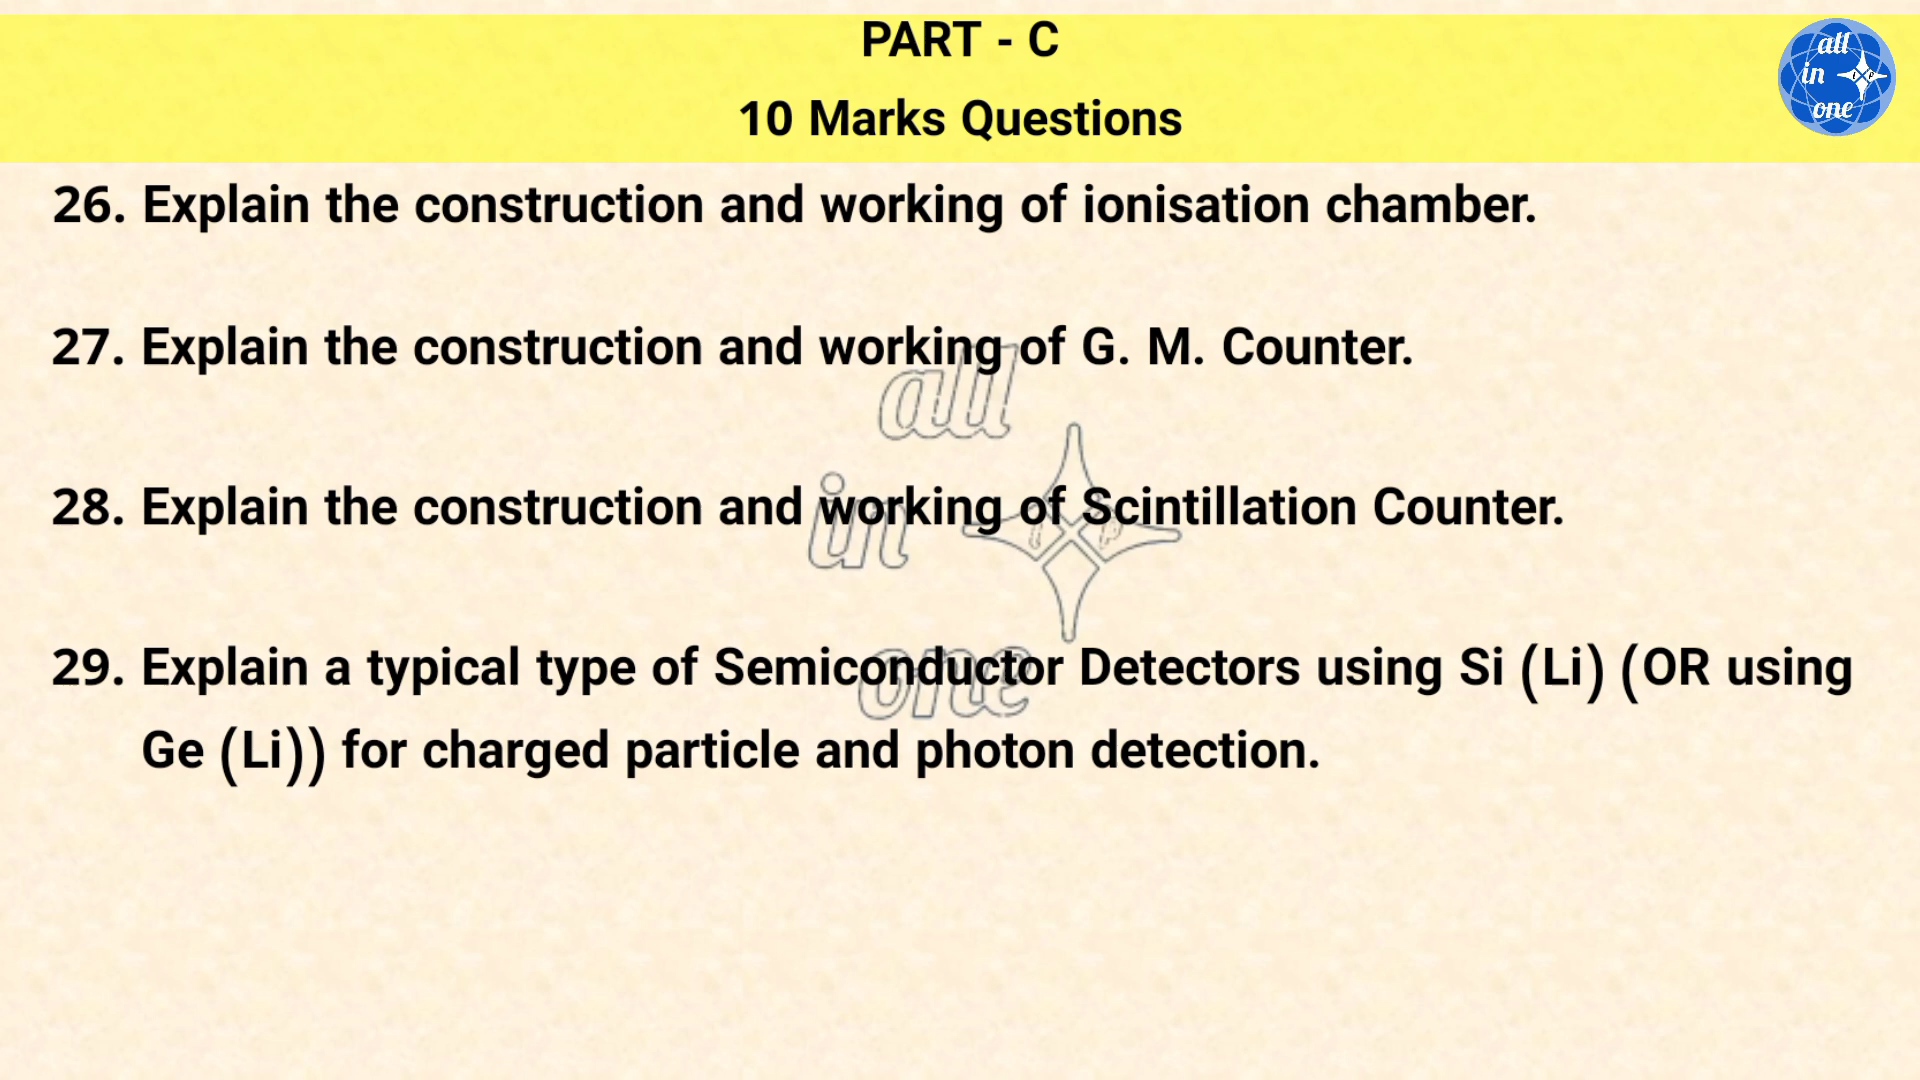 PART - C
10 Marks Questions
all
in
one
26. Explain the construction and working of ionisation chamber.
27. Explain the construction and working of G. M. Counter.
all
28. Explain the construction and working of Scintillation Counter.
in
29. Explain a typical type of Semiconductor Detectors using Si (Li) (OR using
one
Ge (Li)) for charged particle and photon detection.